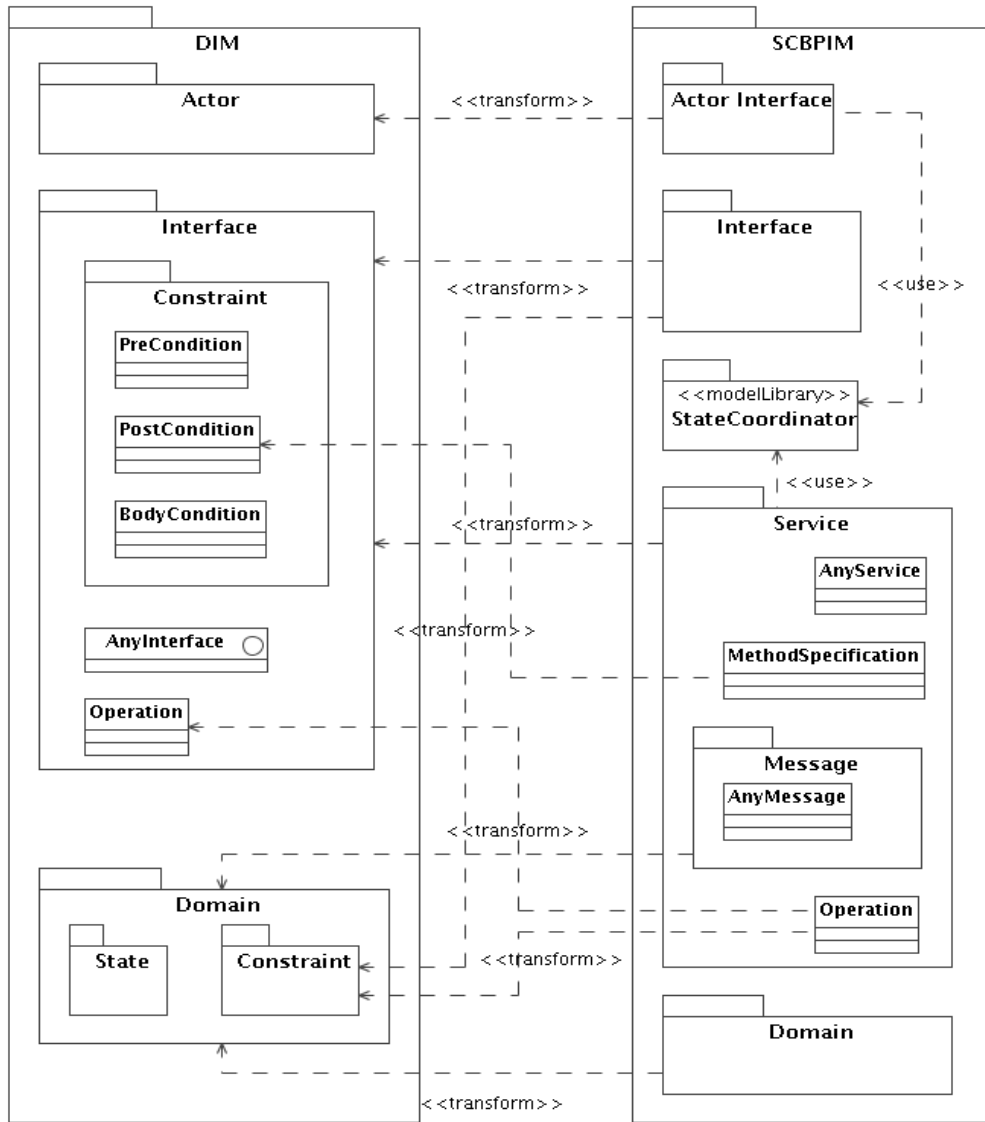 DIM
SCBPIM
Actor
<<transform>>
Actor Interface
Interface
Interface
Constraint
<<transform>>
<<use>>
PreCondition
<<modelLibrary>>
StateCoordinator
PostCondition
<<use>>
BodyCondition
<<transform>>
Service
AnyService
AnyInterface
<<transform>>
MethodSpecification
Operation
Message
AnyMessage
<<transform>>
Domain
Operation
State
Constraint
<<transform>>
Domain
<<transform>>